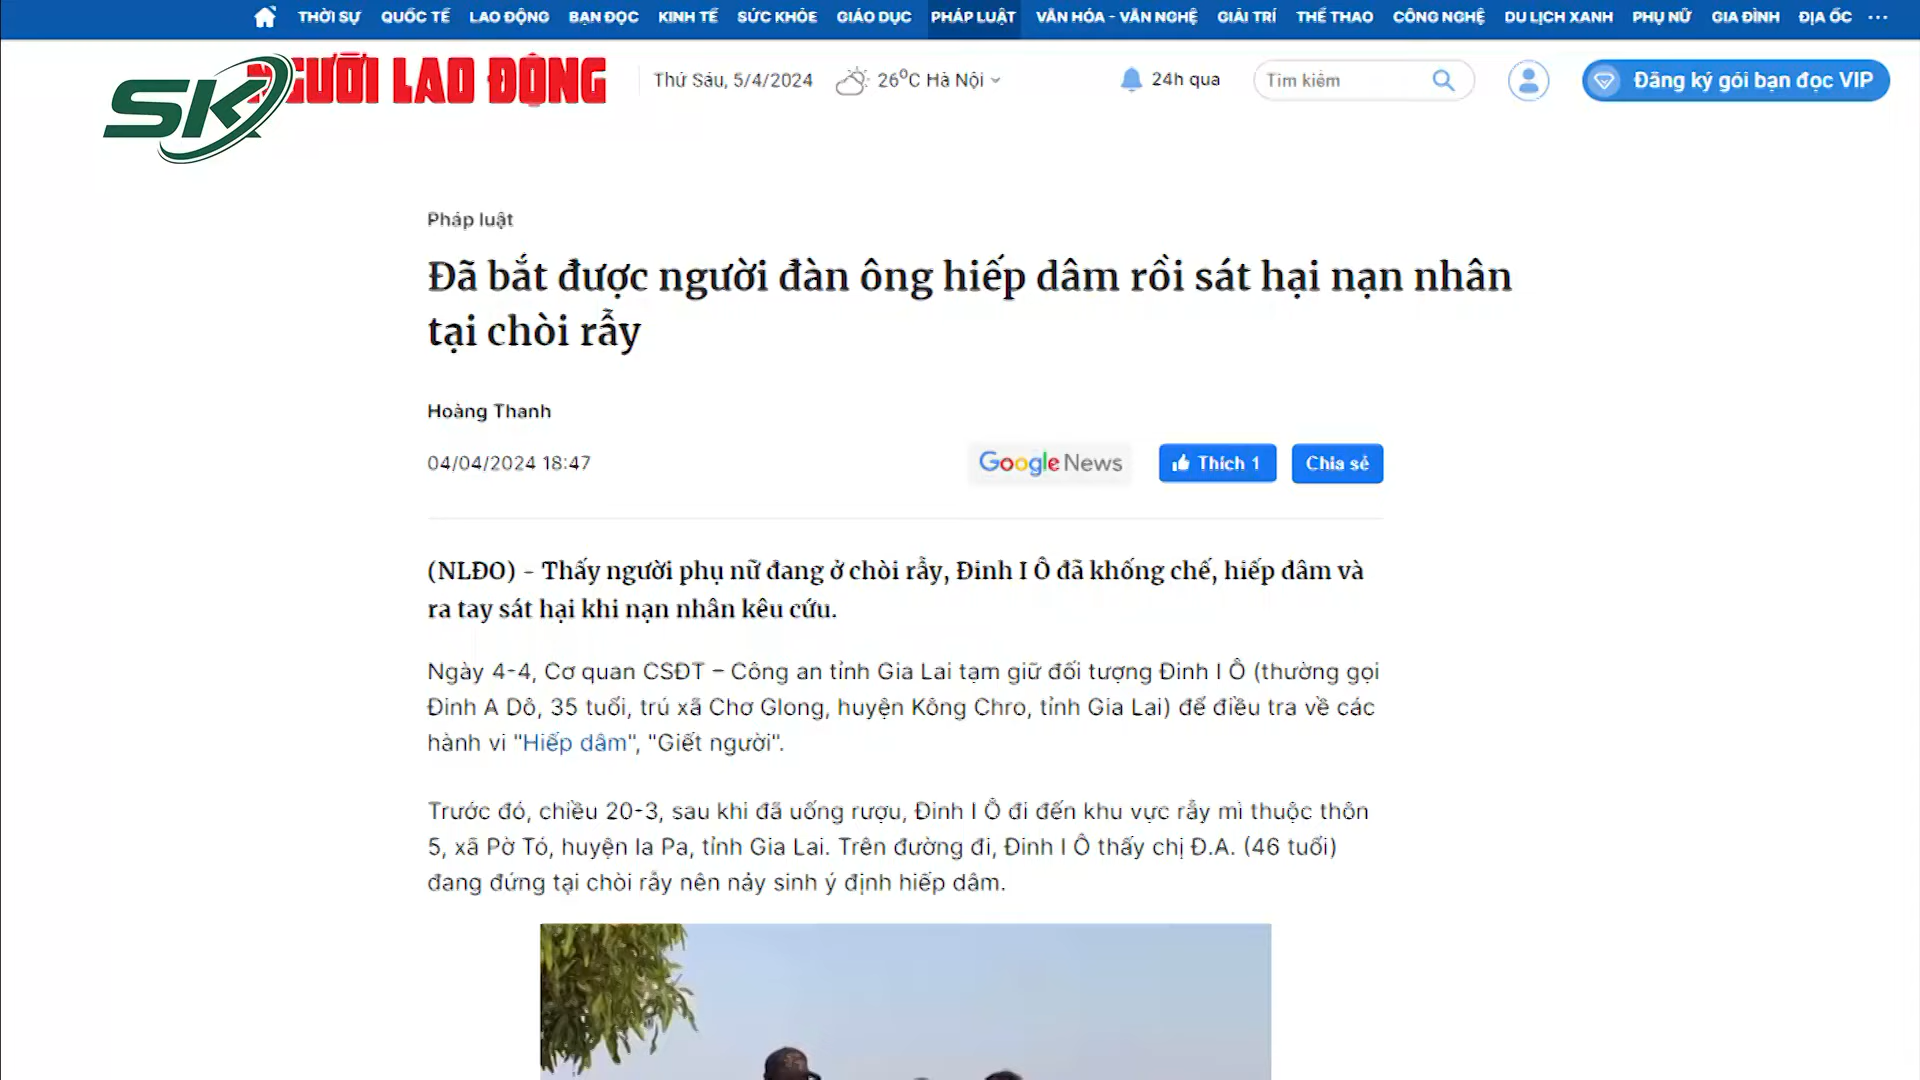 THỜI SỰ QUỐC TẾ LAO ĐỘNG BẠN ĐỌC KINH TẾ SỨC KHỎE GIÁO DỤC PHÁP LUẬT VĂN HÓA - VĂN NGHỆ GIẢI TRÍ THỂ THAO CÔNG NGHỆ DU LỊCH XANH PHỤ NỮ GIA ĐÌNH ĐỊA ỐC ...
SK
NGƯỜI LAO ĐỘNG
Thứ Sáu, 5/4/2024
26⁰C Hà Nội
24h qua
Tìm kiếm
Đăng ký gói bạn đọc VIP
Pháp luật
Đã bắt được người đàn ông hiếp dâm rồi sát hại nạn nhân
tại chòi rẫy
Hoàng Thanh
04/04/2024 18:47
Google News
Thích 1
Chia sẻ
(NLĐO) - Thấy người phụ nữ đang ở chòi rẫy, Đinh I Ô đã khống chế, hiếp dâm và
ra tay sát hại khi nạn nhân kêu cứu.
Ngày 4-4, Cơ quan CSĐT – Công an tỉnh Gia Lai tạm giữ đối tượng Đinh I Ô (thường gọi
Đinh A Dô, 35 tuổi, trú xã Chơ Glong, huyện Kông Chro, tỉnh Gia Lai) để điều tra về các
hành vi "Hiếp dâm", "Giết người".
Trước đó, chiều 20-3, sau khi đã uống rượu, Đinh I Ô đi đến khu vực rẫy mì thuộc thôn
5, xã Pờ Tó, huyện Ia Pa, tỉnh Gia Lai. Trên đường đi, Đinh I Ô thấy chị Đ.A. (46 tuổi)
đang đứng tại chòi rẫy nên nảy sinh ý định hiếp dâm.